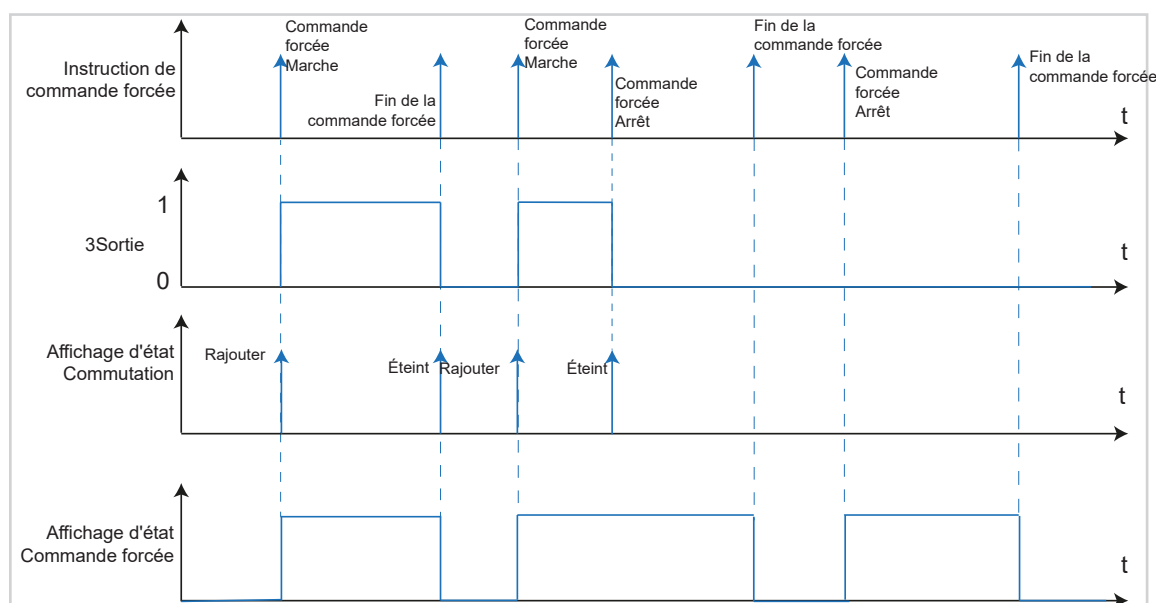 Instruction de
commande forcée
Commande
forcée
Marche
Fin de la
commande forcée
Commande
forcée
Marche
Commande
forcée
Arrêt
Fin de la
commande forcée
Commande
forcée
Arrêt
Fin de la
commande forcée
t
1
3Sortie
0
t
Affichage d'état
Commutation
Rajouter
Éteint
Rajouter
Éteint
t
Affichage d'état
Commande forcée
t